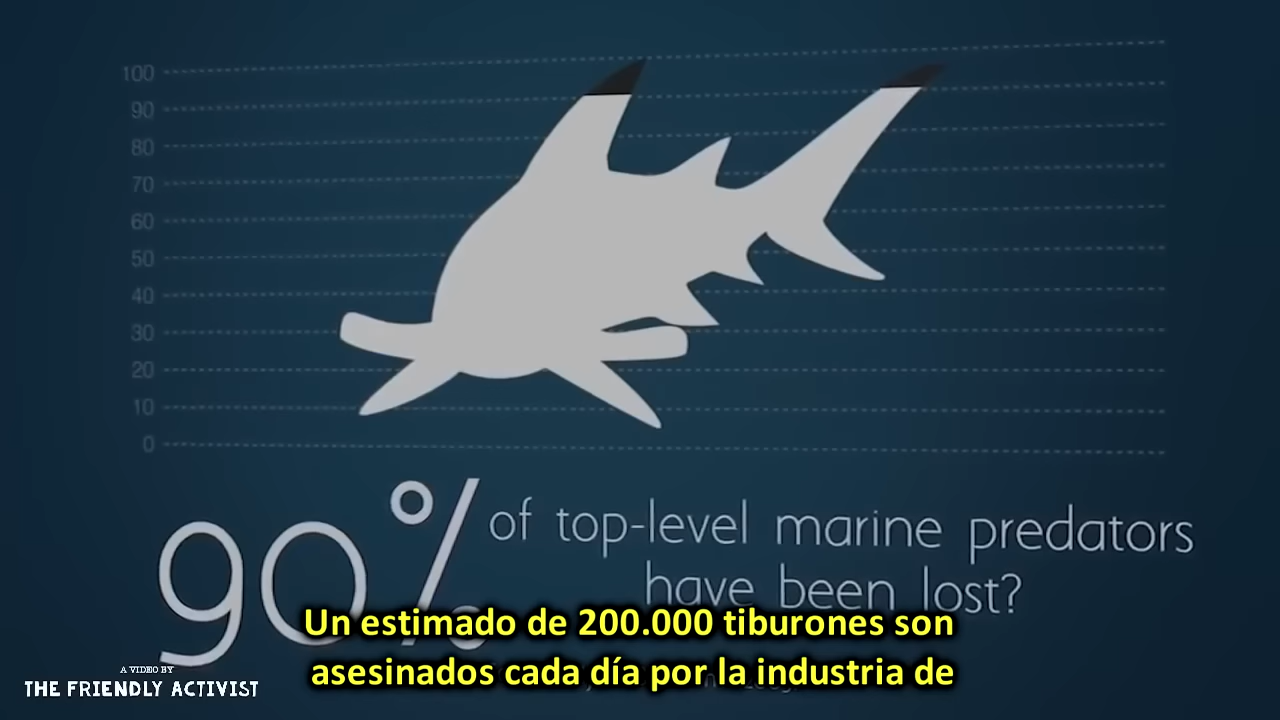 100
90
80
70
60
50
40
30
20
10
0
90% of top-level marine predators
have been lost?
Un estimado de 200.000 tiburones son
asesinados cada día por la industria de
A VIDEO BY
THE FRIENDLY ACTIVIST